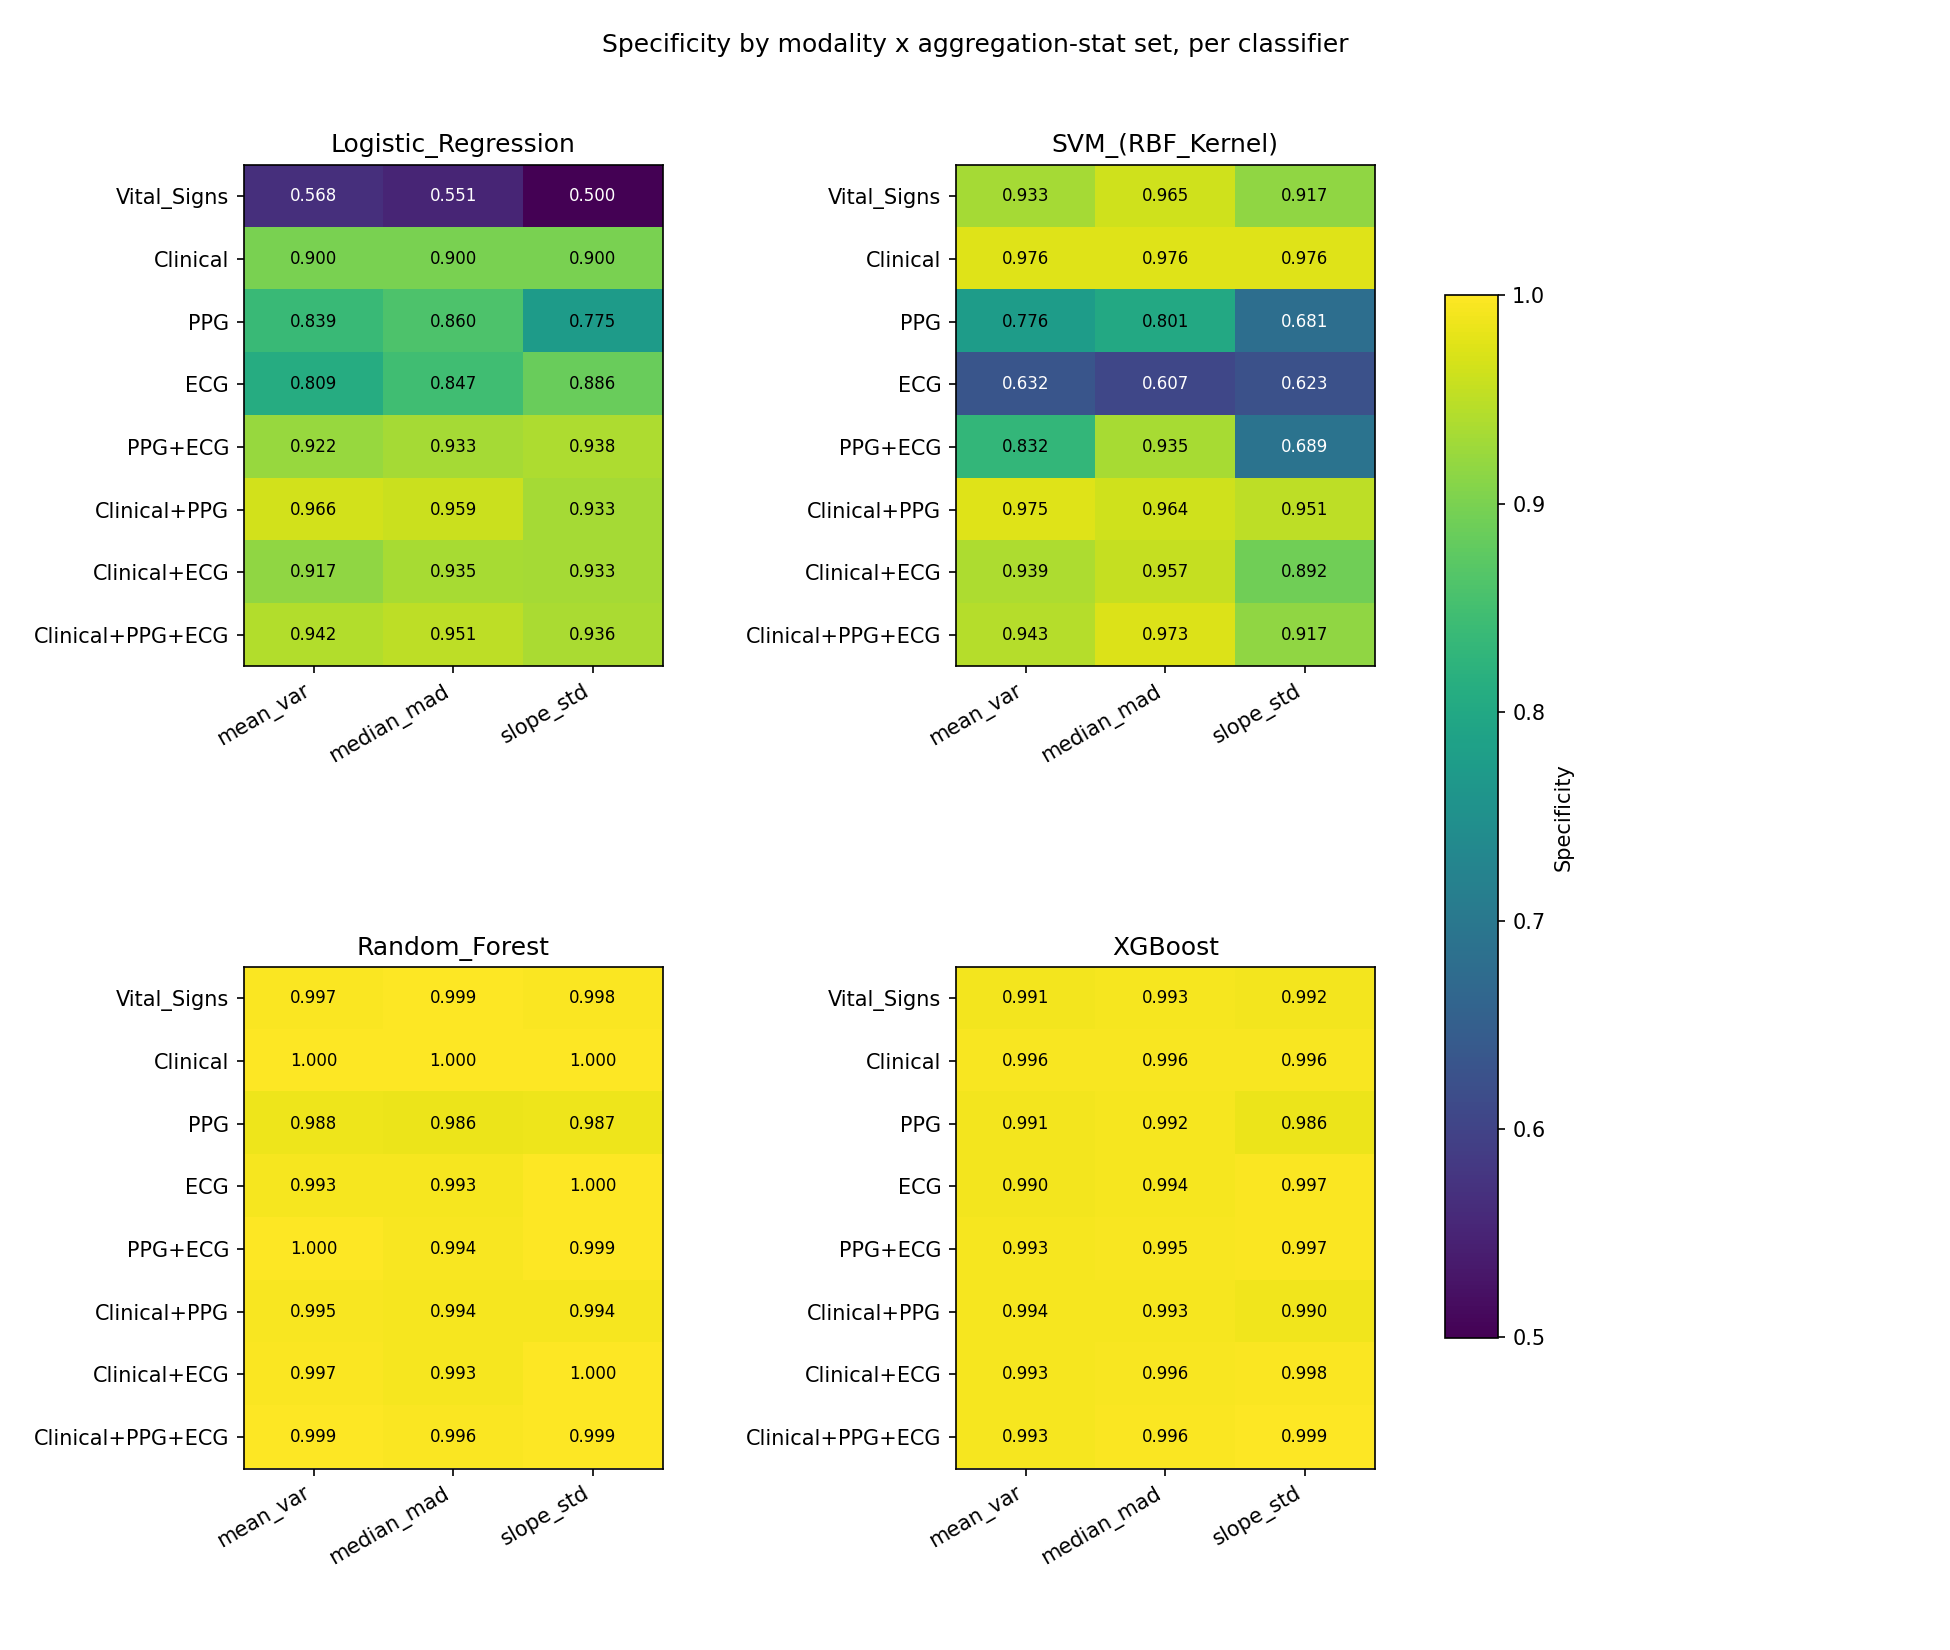 Specificity by modality x aggregation-stat set, per classifier
Logistic_Regression
Vital_Signs 0.568 0.551 0.500
Clinical 0.900 0.900 0.900
PPG 0.839 0.860 0.775
ECG 0.809 0.847 0.886
PPG+ECG 0.922 0.933 0.938
Clinical+PPG 0.966 0.959 0.933
Clinical+ECG 0.917 0.935 0.933
Clinical+PPG+ECG 0.942 0.951 0.936
mean_var median_mad slope_std
SVM_(RBF_Kernel)
Vital_Signs 0.933 0.965 0.917
Clinical 0.976 0.976 0.976
PPG 0.776 0.801 0.681
ECG 0.632 0.607 0.623
PPG+ECG 0.832 0.935 0.689
Clinical+PPG 0.975 0.964 0.951
Clinical+ECG 0.939 0.957 0.892
Clinical+PPG+ECG 0.943 0.973 0.917
mean_var median_mad slope_std
Random_Forest
Vital_Signs 0.997 0.999 0.998
Clinical 1.000 1.000 1.000
PPG 0.988 0.986 0.987
ECG 0.993 0.993 1.000
PPG+ECG 1.000 0.994 0.999
Clinical+PPG 0.995 0.994 0.994
Clinical+ECG 0.997 0.993 1.000
Clinical+PPG+ECG 0.999 0.996 0.999
mean_var median_mad slope_std
XGBoost
Vital_Signs 0.991 0.993 0.992
Clinical 0.996 0.996 0.996
PPG 0.991 0.992 0.986
ECG 0.990 0.994 0.997
PPG+ECG 0.993 0.995 0.997
Clinical+PPG 0.994 0.993 0.990
Clinical+ECG 0.993 0.996 0.998
Clinical+PPG+ECG 0.993 0.996 0.999
mean_var median_mad slope_std
1.0
0.9
0.8
0.7
0.6
0.5
Specificity